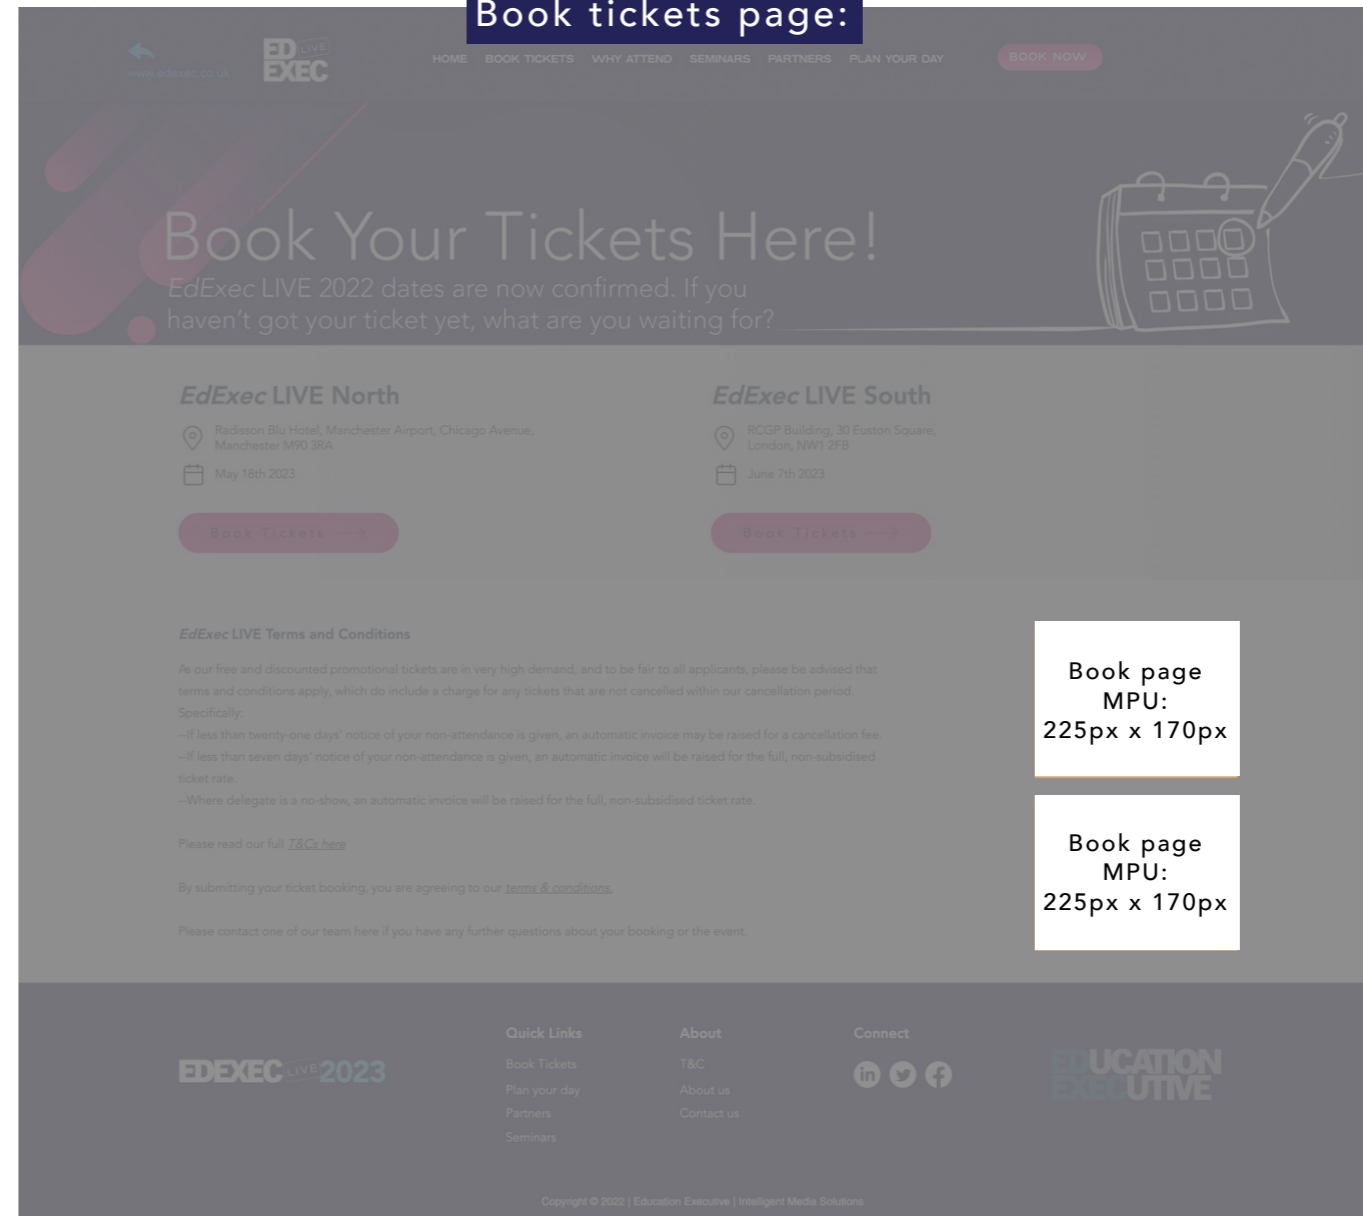 Book tickets page:
www.edexec.co.uk
ED LIVE
EXEC
HOME BOOK TICKETS WHY ATTEND SEMINARS PARTNERS PLAN YOUR DAY
BOOK NOW
Book Your Tickets Here!
EdExec LIVE 2022 dates are now confirmed. If you
haven't got your ticket yet, what are you waiting for?
EdExec LIVE North
Radisson Blu Hotel, Manchester Airport, Chicago Avenue,
Manchester M90 3RA
May 18th 2023
Book Tickets
EdExec LIVE South
RCGP Building, 30 Euston Square,
London, NW1 2FB
June 7th 2023
Book Tickets
EdExec LIVE Terms and Conditions
As our free and discounted promotional tickets are in very high demand, and to be fair to all applicants, please be advised that
terms and conditions apply, which do include a charge for any tickets that are not cancelled within our cancellation period.
Specifically:
--If less than twenty-one days' notice of your non-attendance is given, an automatic invoice may be raised for a cancellation fee.
--If less than seven days' notice of your non-attendance is given, an automatic invoice will be raised for the full, non-subsidised
ticket rate.
--Where delegate is a no-show, an automatic invoice will be raised for the full, non-subsidised ticket rate.
Please read our full T&Cs here
By submitting your ticket booking, you are agreeing to our terms & conditions.
Please contact one of our team here if you have any further questions about your booking or the event.
Book page
MPU:
225px x 170px
Book page
MPU:
225px x 170px
EDEXEC LIVE 2023
Quick Links
Book Tickets
Plan your day
Partners
Seminars
About
T&C
About us
Contact us
Connect
EDUCATION
EXECUTIVE
Copyright © 2022 | Education Executive | Intelligent Media Solutions